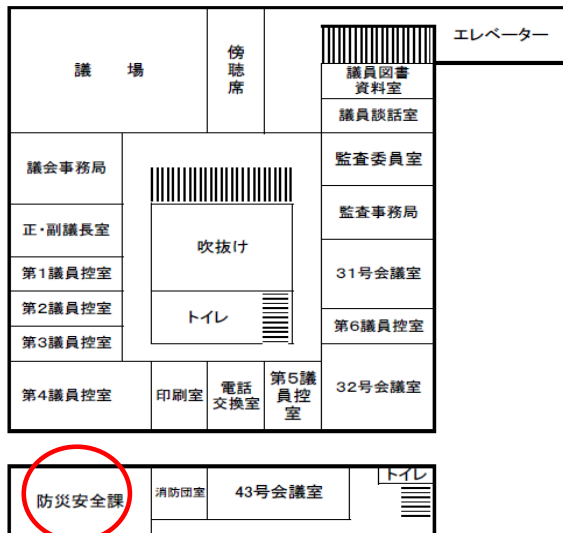 エレベーター
議　場
傍
聴
席
議員図書
資料室
議員談話室
議会事務局
監査委員室
正・副議長室
監査事務局
吹抜け
第1議員控室
31号会議室
第2議員控室
トイレ
第3議員控室
第6議員控室
第4議員控室
印刷室
電話
交換室
第5議
員控
室
32号会議室
防災安全課
消防団室
43号会議室
トイレ